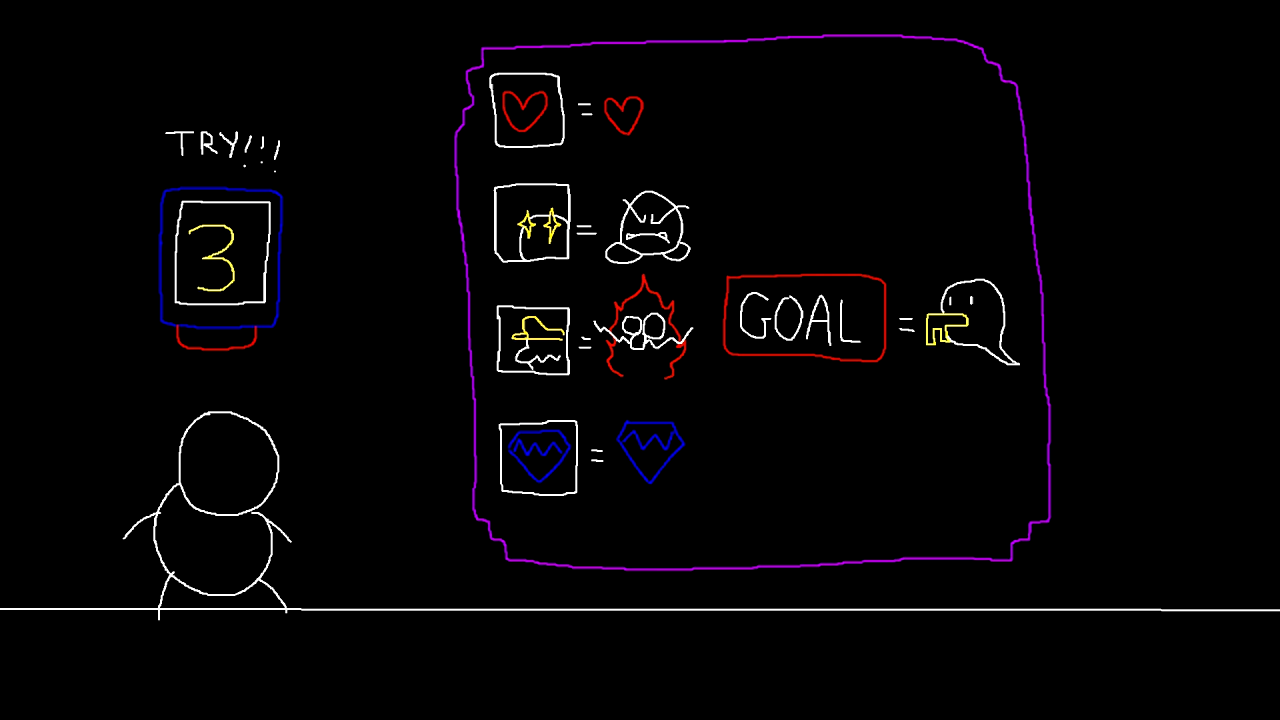 TRY!!!
3
=
=
=
GOAL =
=